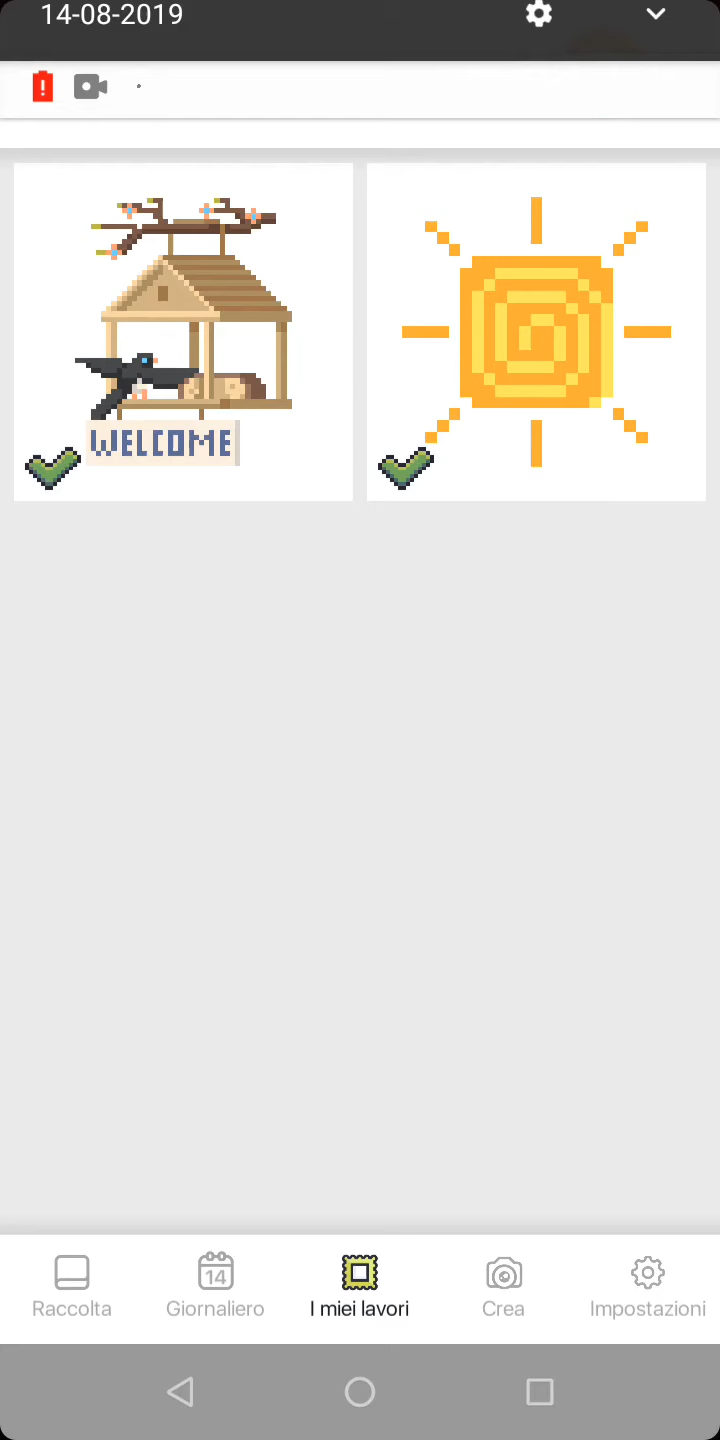 14-08-2019
WELCOME
14
Raccolta
Giornaliero
I miei lavori
Crea
Impostazioni